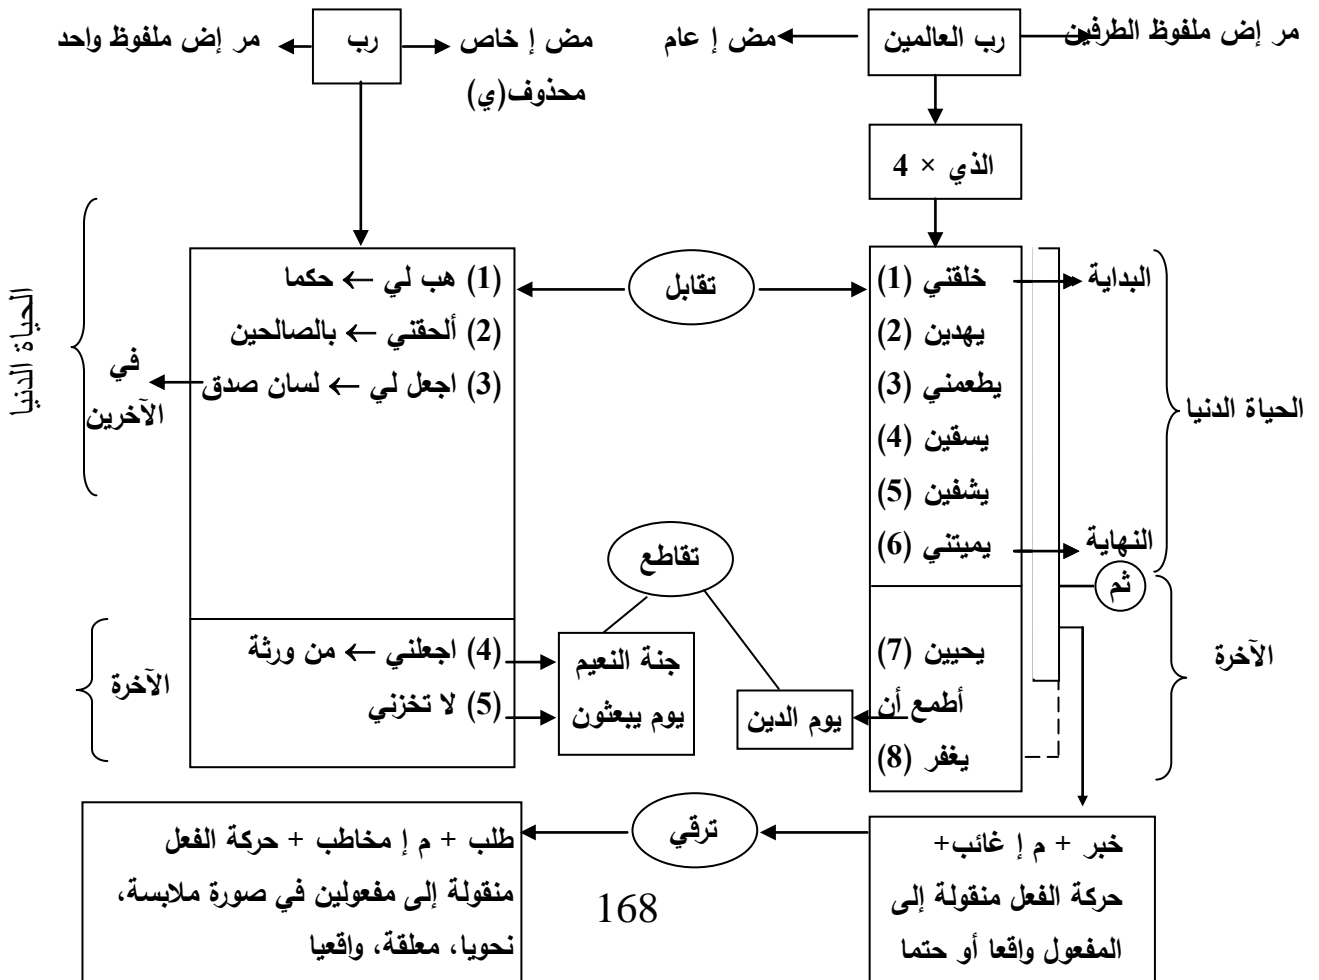 مر إض ملفوظ الطرفين
رب العالمين
مض إ عام
مض إ خاص
محذوف(ي)
رب
مر إض ملفوظ واحد
الذي × 4
خلقتني (1)
يهدين (2)
يطعمني (3)
يسقين (4)
يشفين (5)
يميتني (6)
يحيين (7)
أطمع أن
يغفر (8)
البداية
النهاية
الحياة الدنيا
ثم
الآخرة
تقابل
(1) هب لي ← حكما
(2) ألحقني ← بالصالحين
(3) اجعل لي ← لسان صدق
في
الآخرين
الحياة الدنيا
(4) اجعلني ← من ورثة
(5) لا تخزني
الآخرة
تقاطع
جنة النعيم
يوم يبعثون
يوم الدين
ترقي
خبر + م إ غائب+
حركة الفعل منقولة إلى
المفعول واقعا أو حتما
طلب + م إ مخاطب + حركة الفعل
منقولة إلى مفعولين في صورة ملابسة،
نحويا، معلقة، واقعيا
168